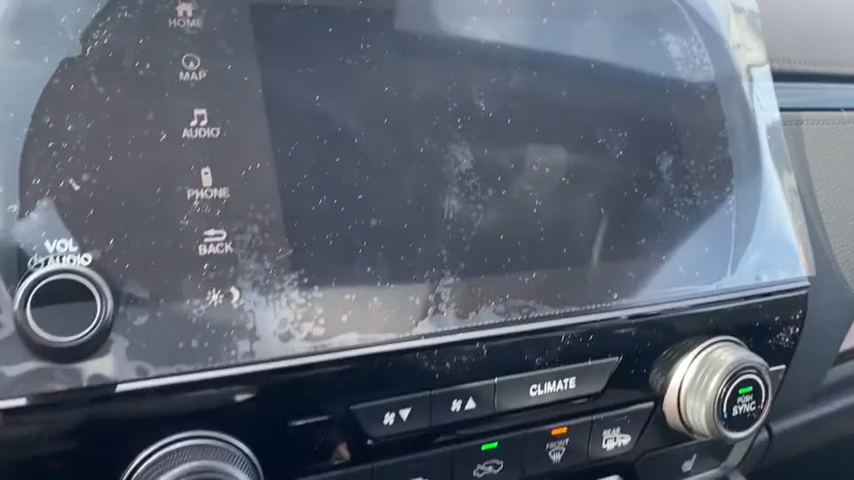 HOME
MAP
AUDIO
PHONE
BACK
VOL
AUDIO
CLIMATE
PUSH
SYNC
FRONT
REAR